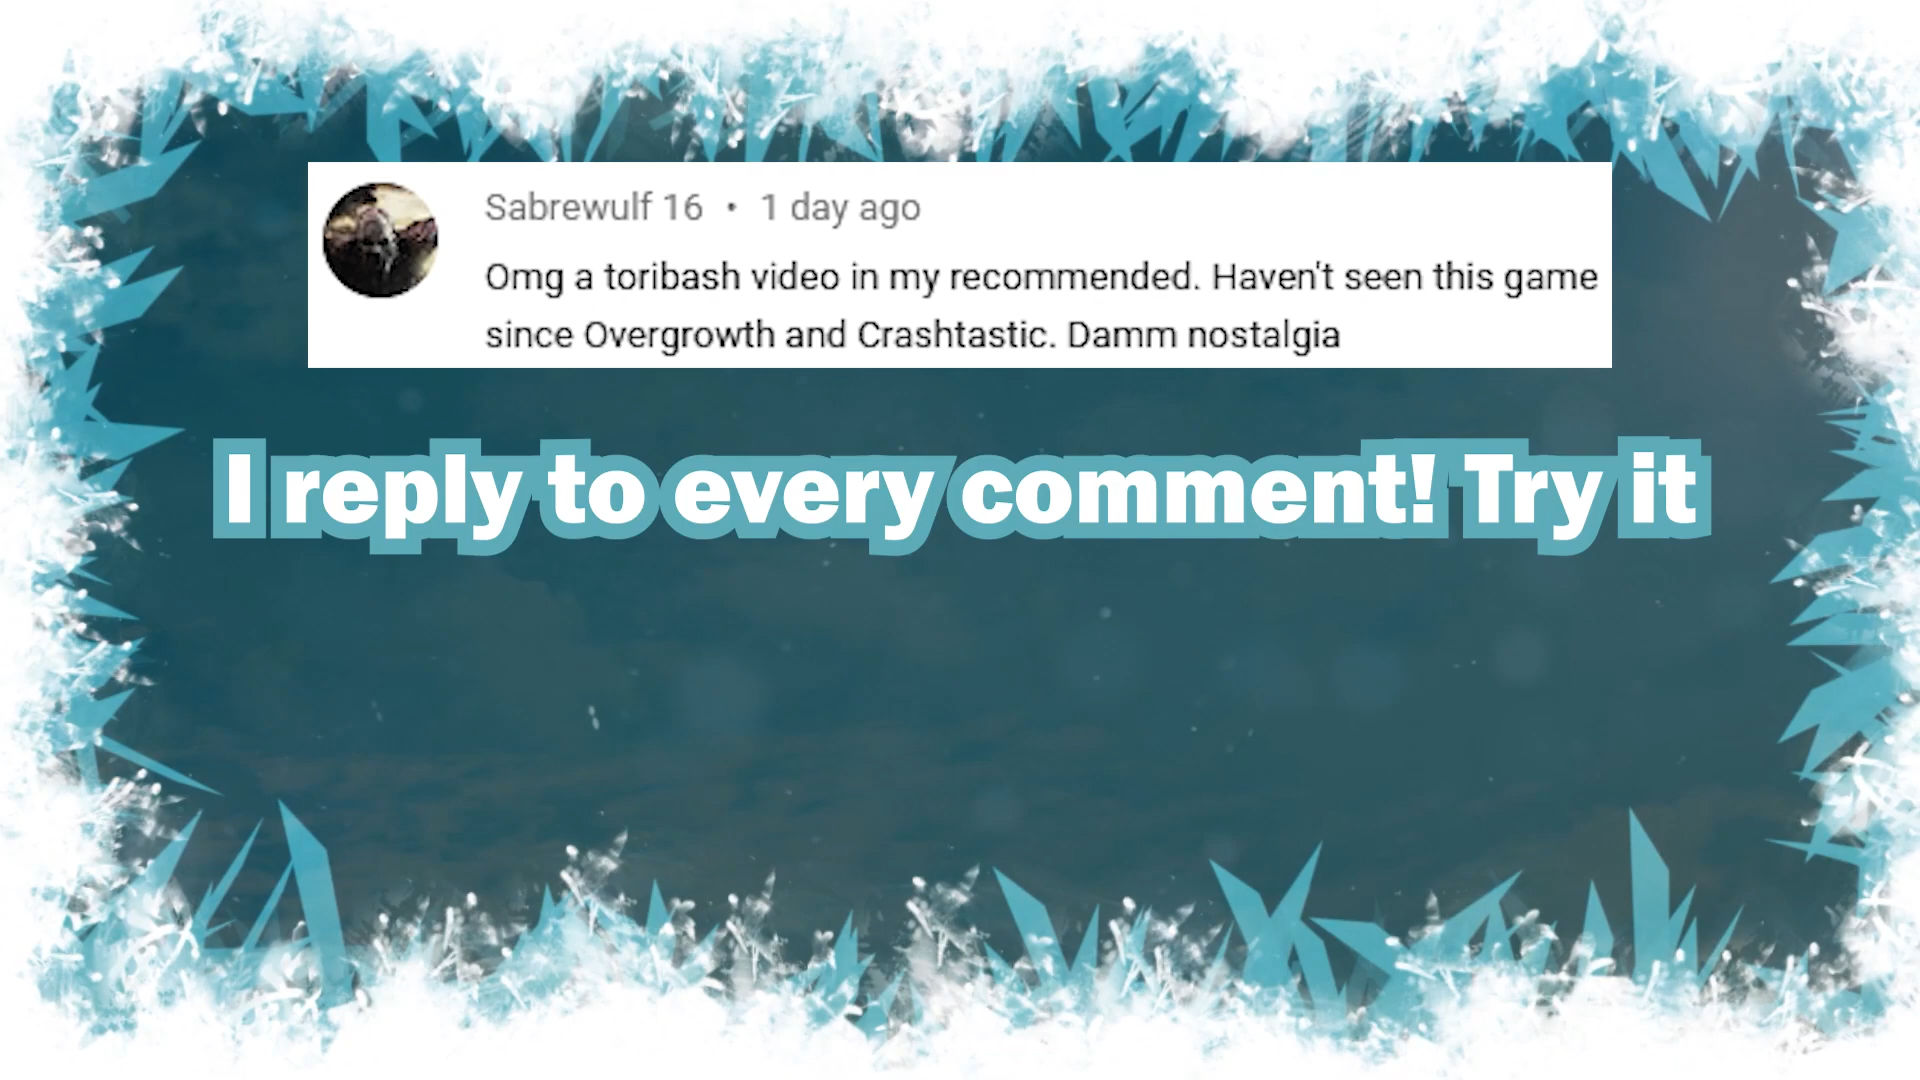 Sabrewulf 16 • 1 day ago
Omg a toribash video in my recommended. Haven't seen this game
since Overgrowth and Crashtastic. Damm nostalgia
I reply to every comment! Try it